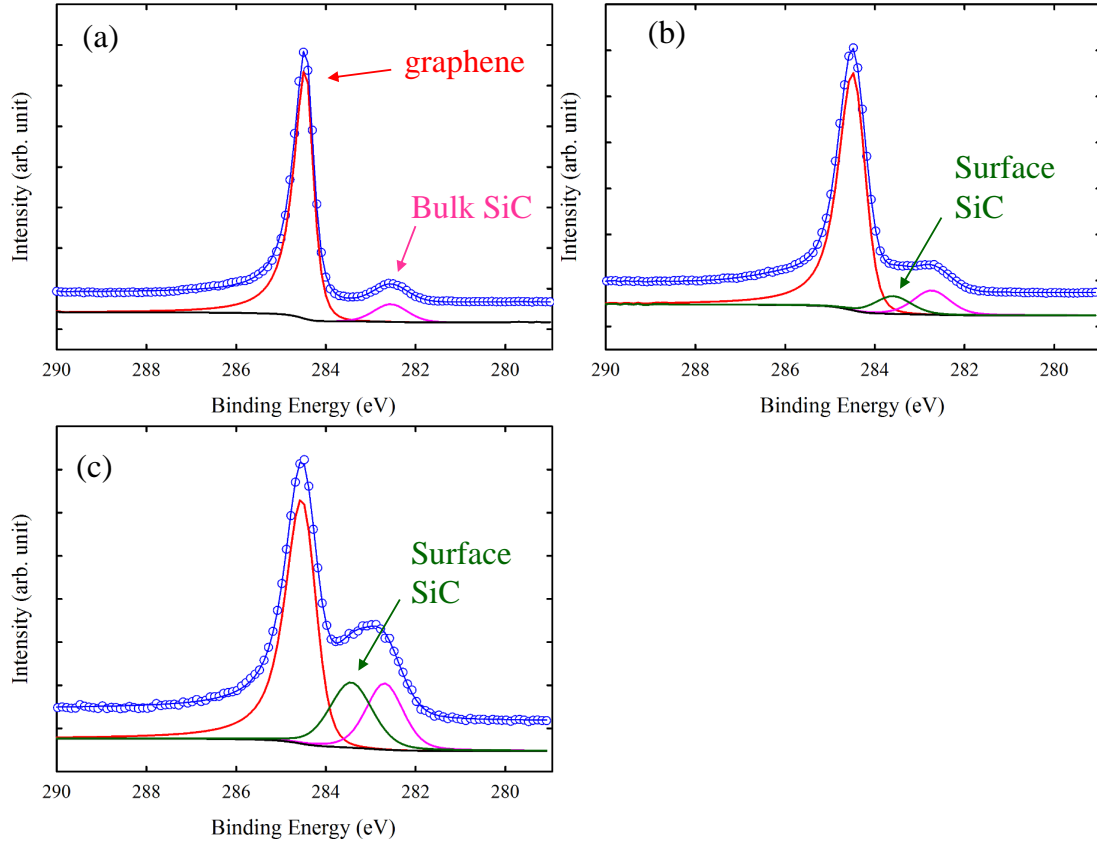 (a)
graphene
Bulk SiC
Intensity (arb. unit)
290 288 286 284 282 280
Binding Energy (eV)
(b)
Surface
SiC
Intensity (arb. unit)
290 288 286 284 282 280
Binding Energy (eV)
(c)
Surface
SiC
Intensity (arb. unit)
290 288 286 284 282 280
Binding Energy (eV)